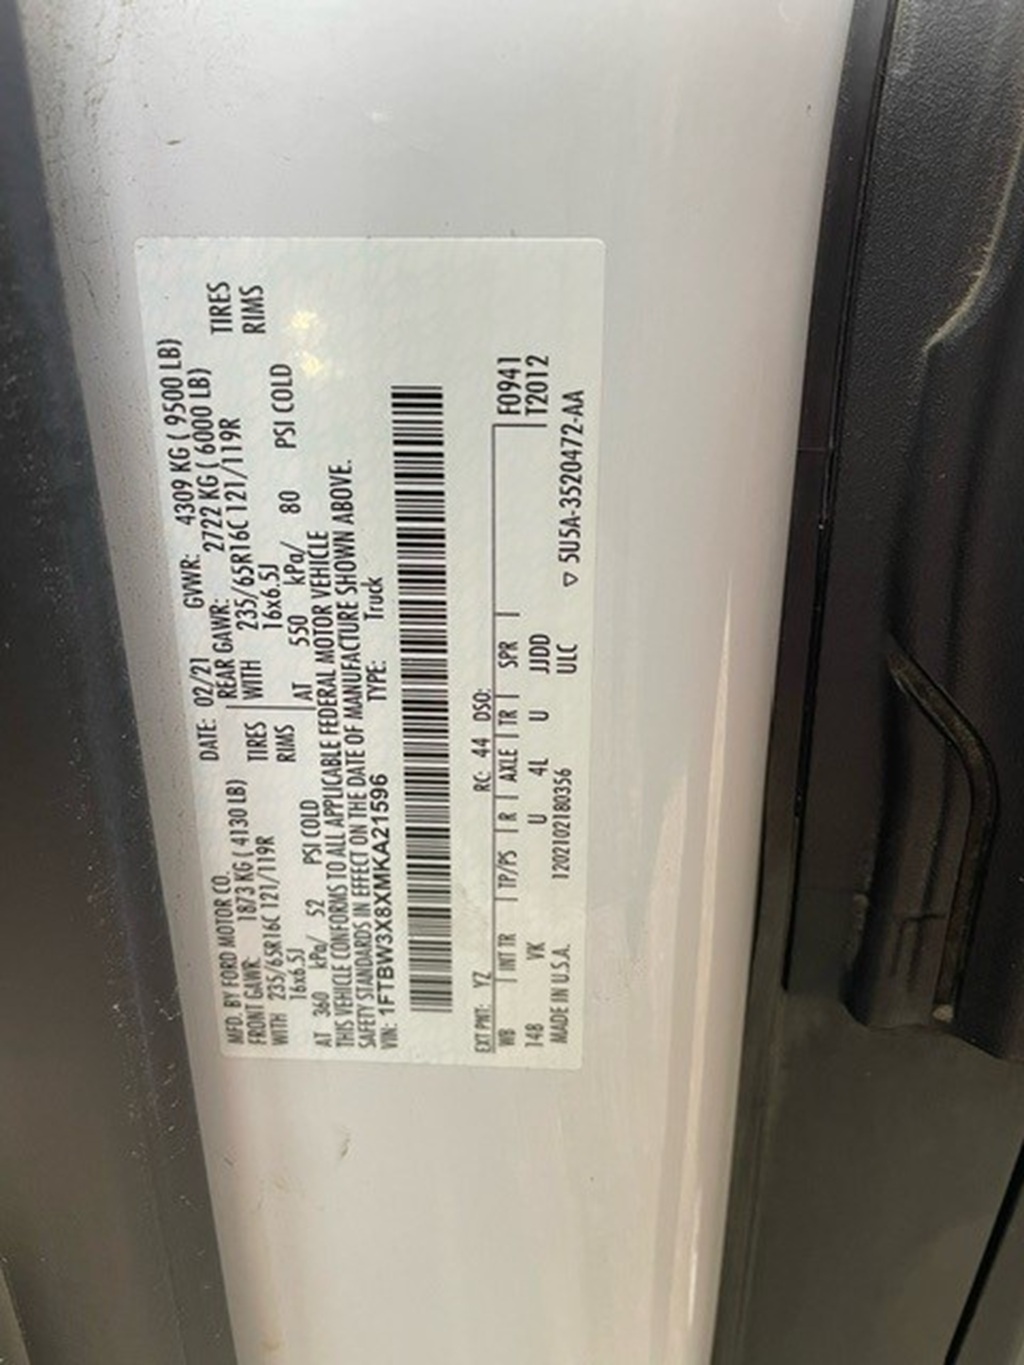 MFD. BY FORD MOTOR CO. DATE: 02/21 GVWR: 4309 KG ( 9500 LB)
FRONT GAWR: 1873 KG ( 4130 LB) REAR GAWR: 2722 KG ( 6000 LB)
WITH 235/65R16C 121/119R TIRES WITH 235/65R16C 121/119R TIRES
16x6.5J RIMS 16x6.5J RIMS
AT 360 kPa/ 52 PSI COLD AT 550 kPa/ 80 PSI COLD
THIS VEHICLE CONFORMS TO ALL APPLICABLE FEDERAL MOTOR VEHICLE
SAFETY STANDARDS IN EFFECT ON THE DATE OF MANUFACTURE SHOWN ABOVE.
VIN: 1FTBW3X8XMKA21596 TYPE: Truck
EXT PNT: YZ RC: 44 DSO:
WB INT TR TP/PS R AXLE TR SPR F0941
148 VK U 4L U JJDD T2012
MADE IN U.S.A. 1202102180356 ULC
▽ 5U5A-3520472-AA